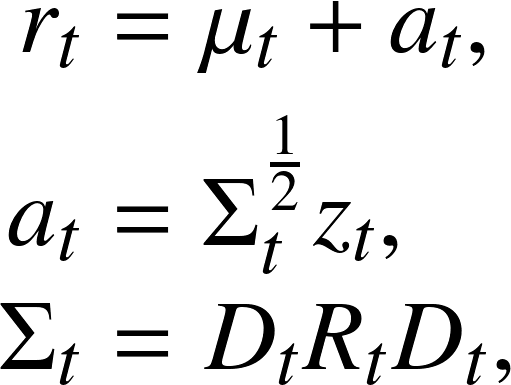 r_t = μ_t + a_t,
a_t = Σ_t^{1/2} z_t,
Σ_t = D_t R_t D_t,